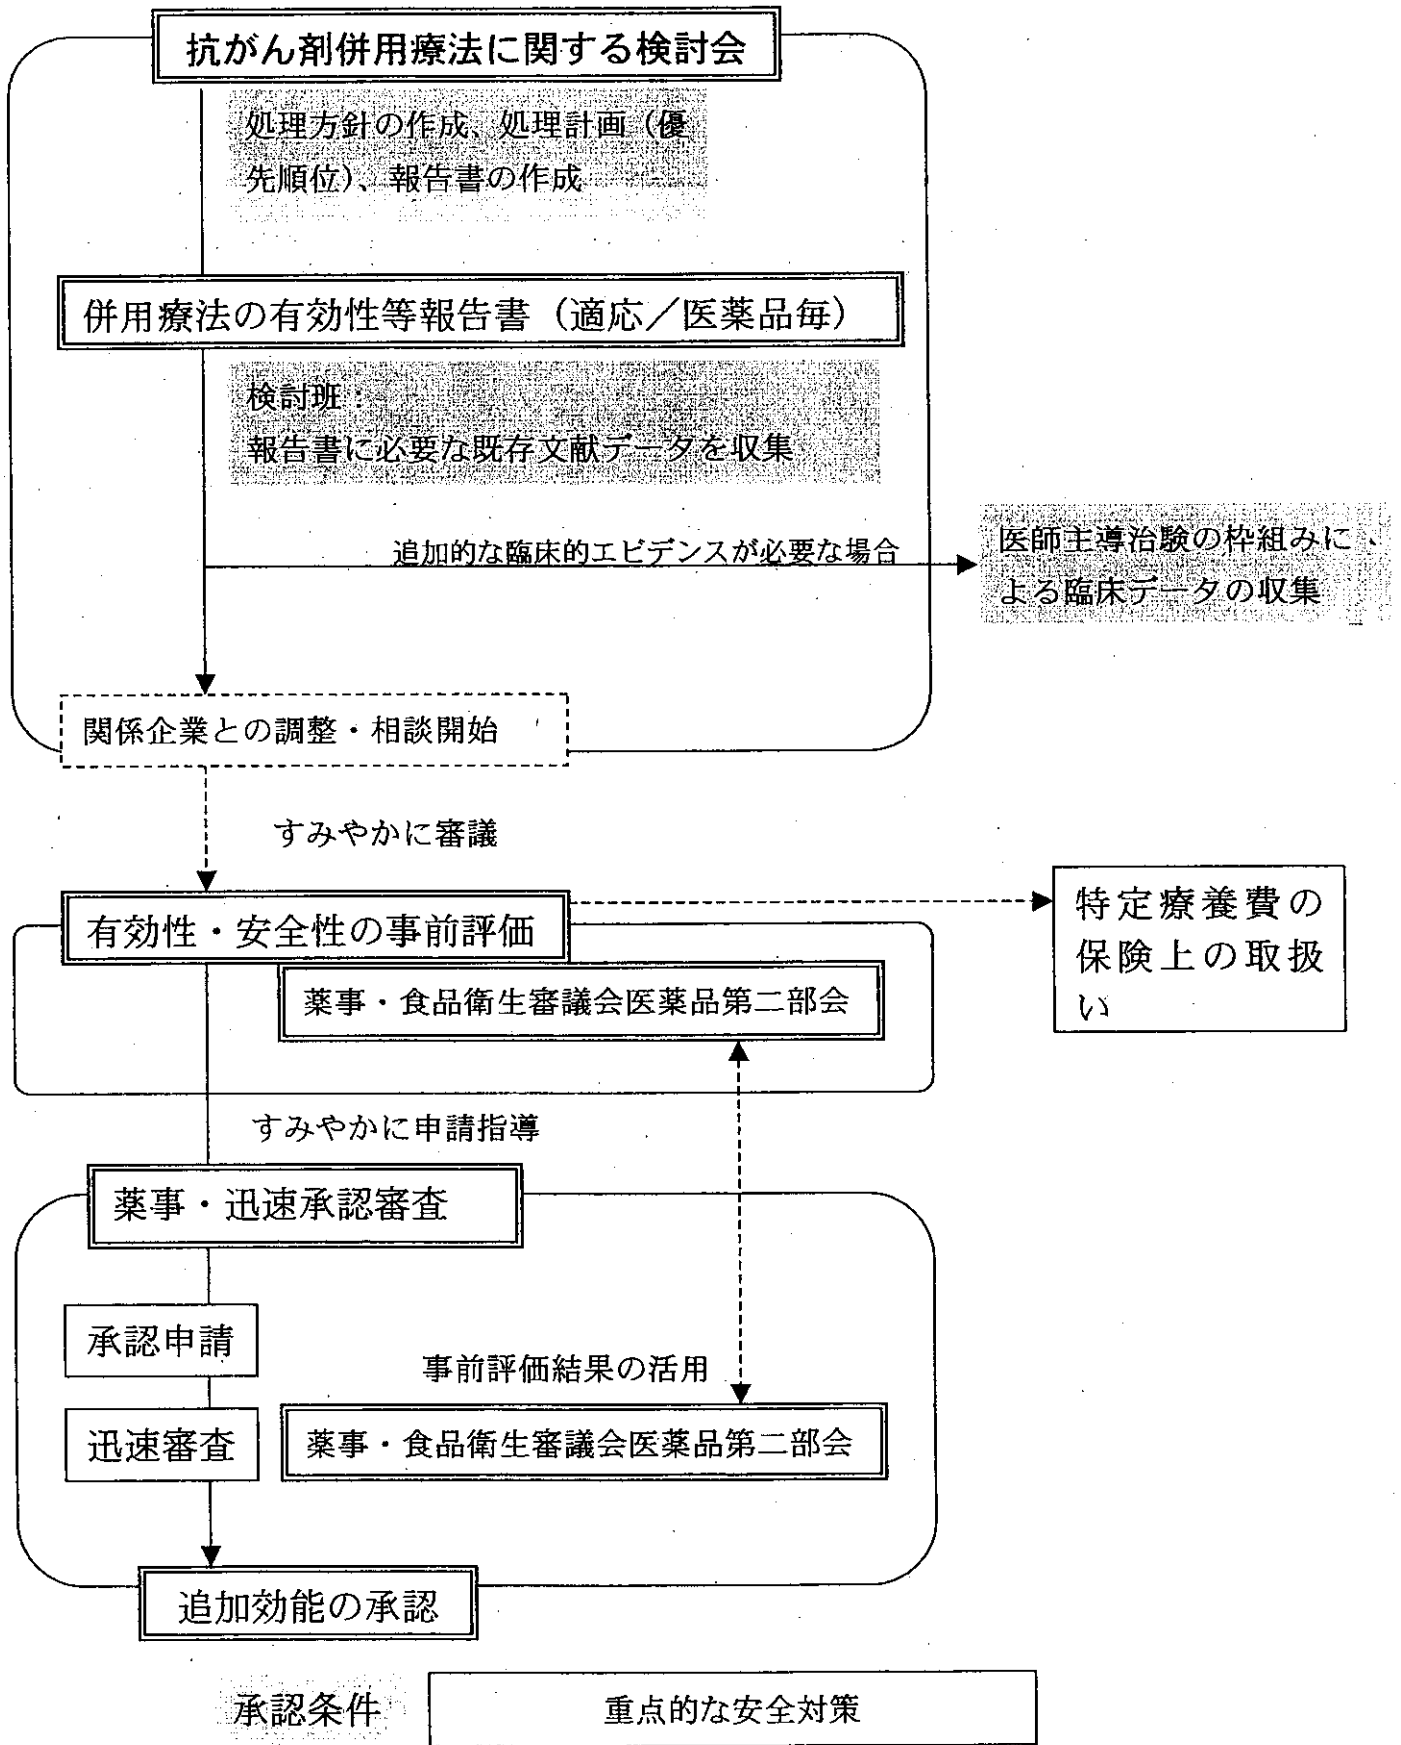 抗がん剤併用療法に関する検討会
処理方針の作成、処理計画（優
先順位）、報告書の作成
併用療法の有効性等報告書（適応／医薬品毎）
検討班：
報告書に必要な既存文献データを収集
追加的な臨床的エビデンスが必要な場合
医師主導治験の枠組みに
よる臨床データの収集
関係企業との調整・相談開始
すみやかに審議
有効性・安全性の事前評価
特定療養費の
保険上の取扱
い
薬事・食品衛生審議会医薬品第二部会
すみやかに申請指導
薬事・迅速承認審査
承認申請
事前評価結果の活用
迅速審査
薬事・食品衛生審議会医薬品第二部会
追加効能の承認
承認条件
重点的な安全対策